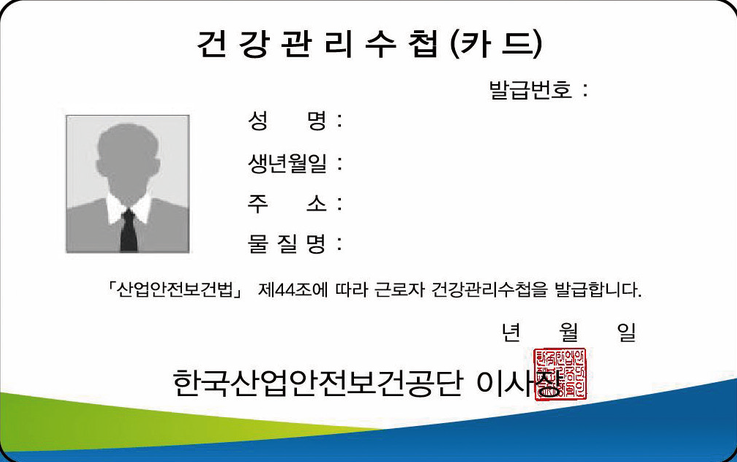 건 강 관 리 수 첩 (카 드)
발급번호 :
성 명 :
생년월일 :
주 소 :
물 질 명 :
「산업안전보건법」 제44조에 따라 근로자 건강관리수첩을 발급합니다.
년 월 일
한국산업안전보건공단 이사장